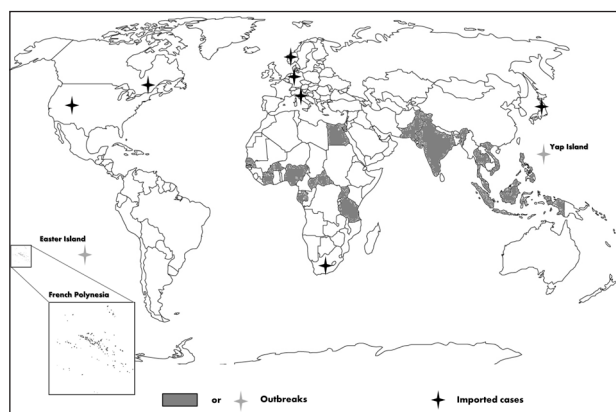 Yap Island
Easter Island
French Polynesia
or Outbreaks
Imported cases